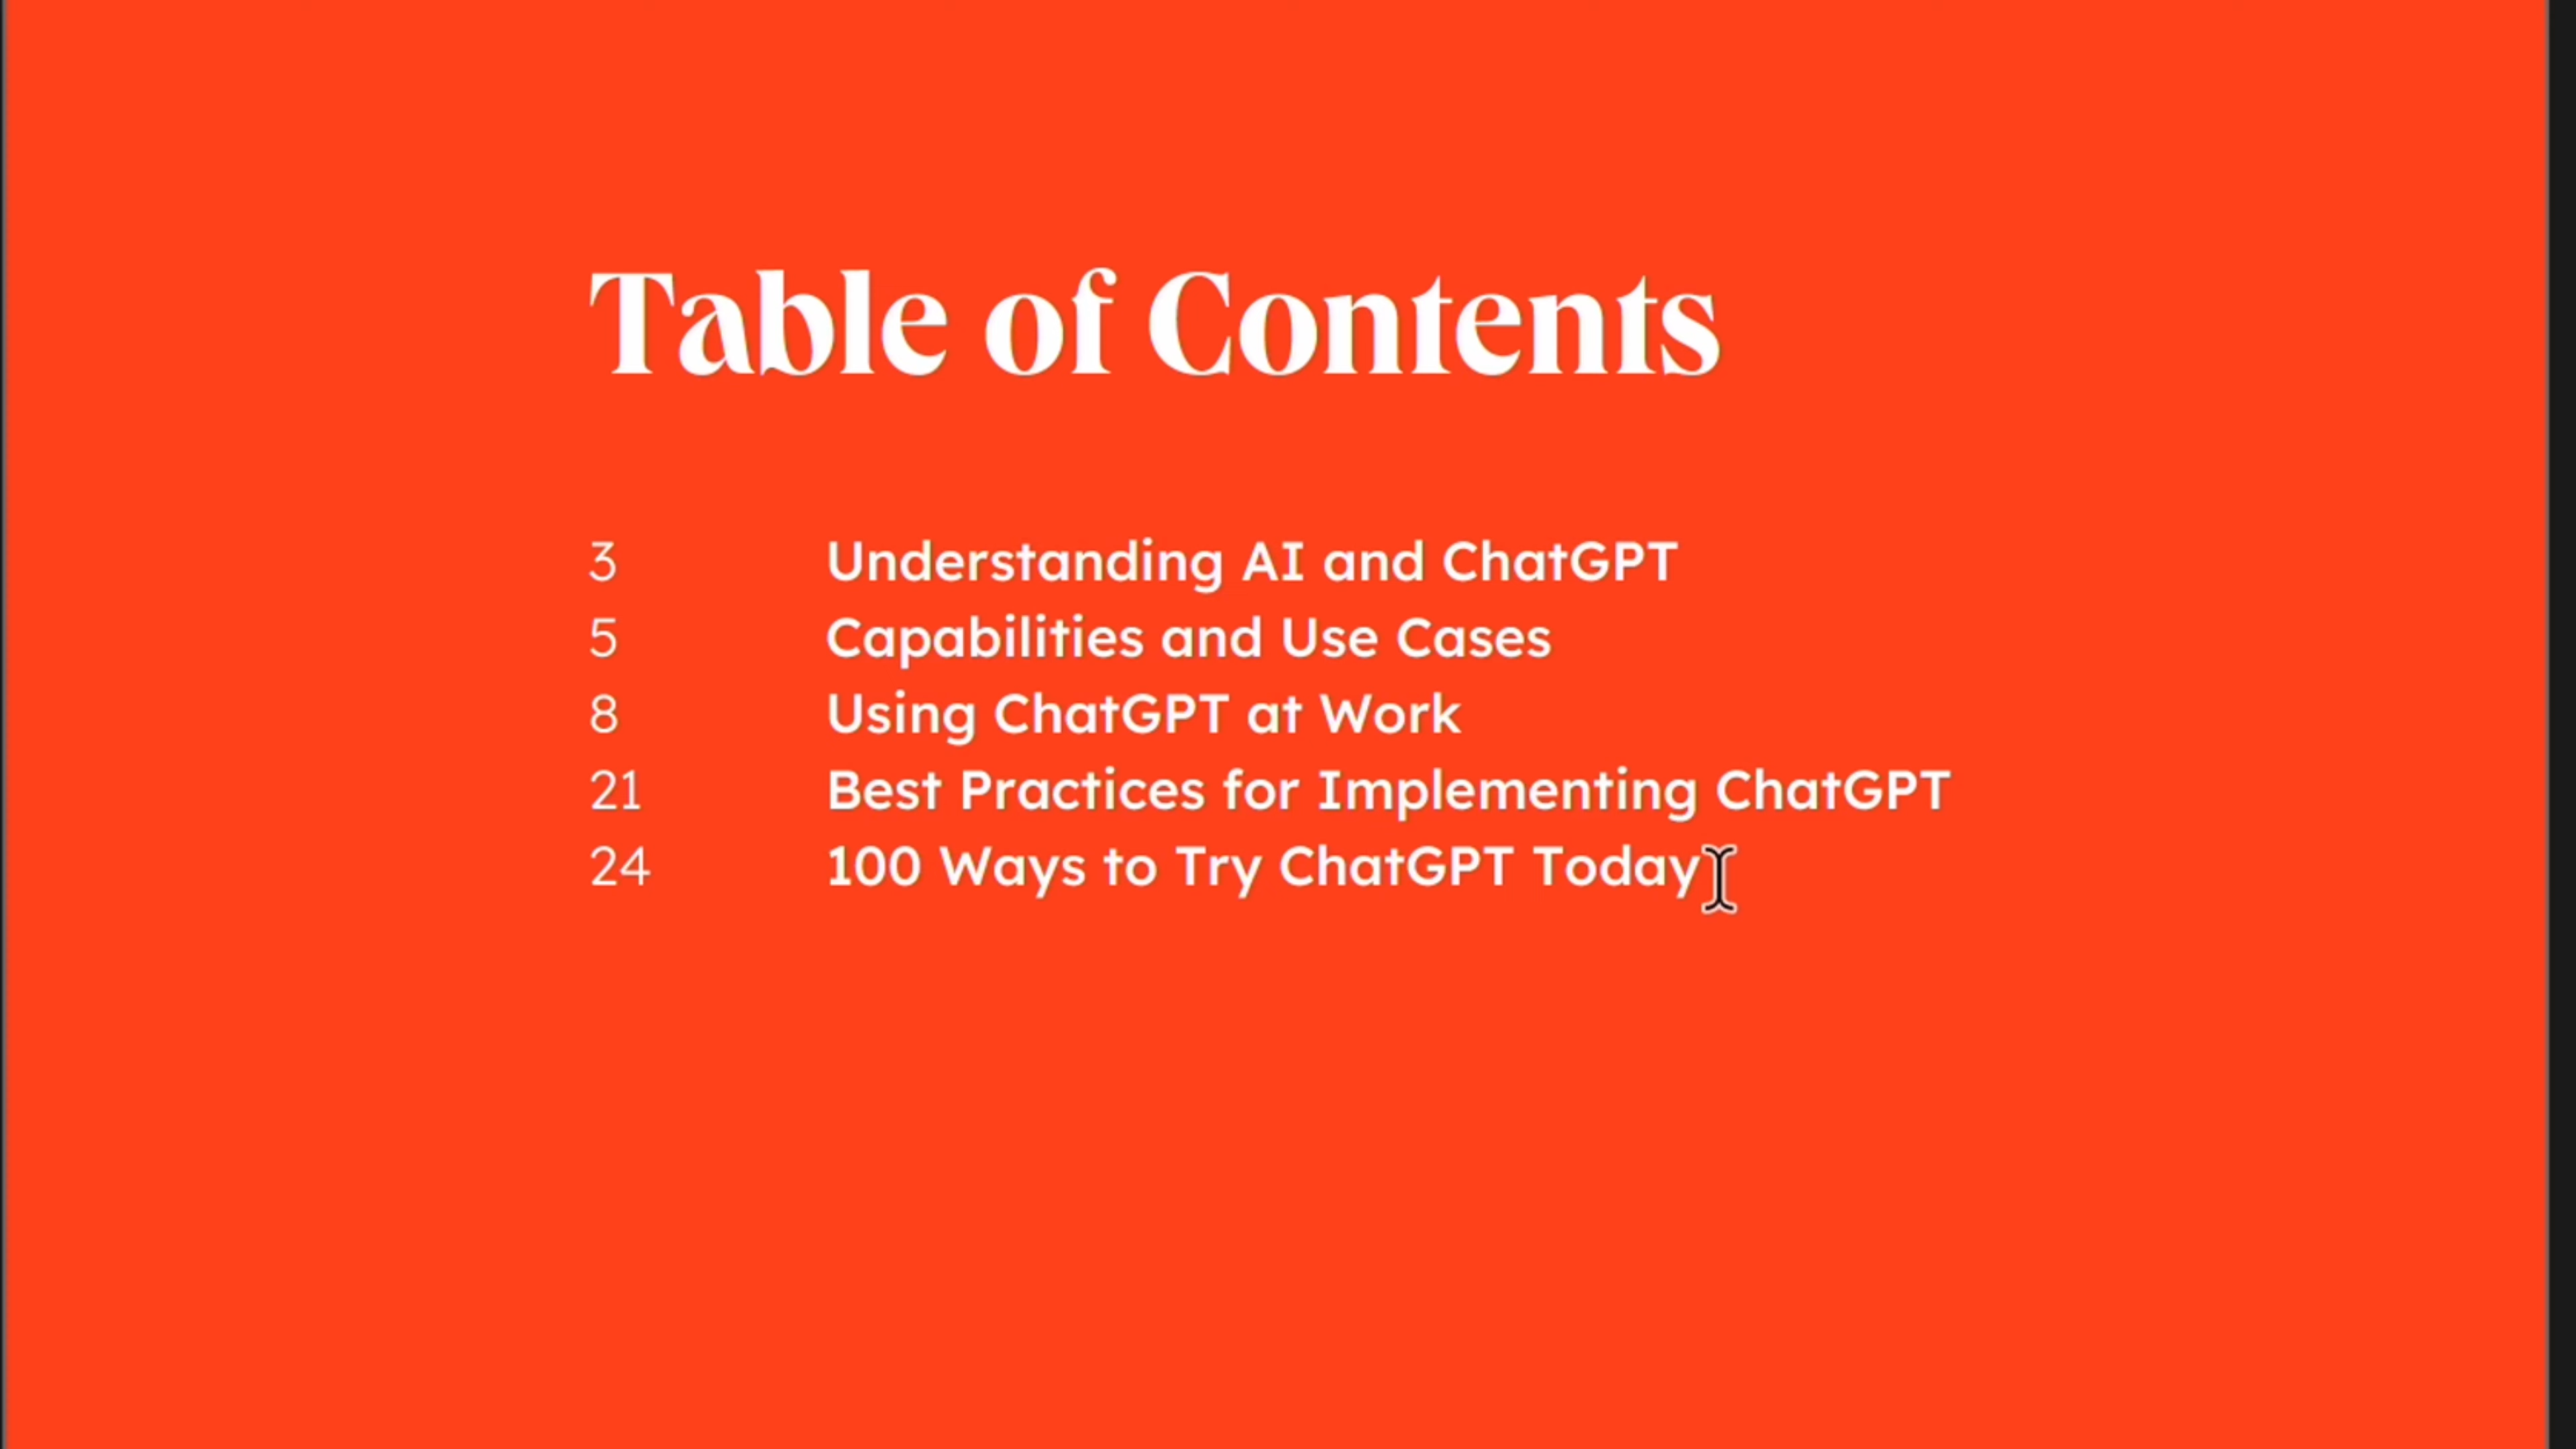 Table of Contents
3 Understanding AI and ChatGPT
5 Capabilities and Use Cases
8 Using ChatGPT at Work
21 Best Practices for Implementing ChatGPT
24 100 Ways to Try ChatGPT Today